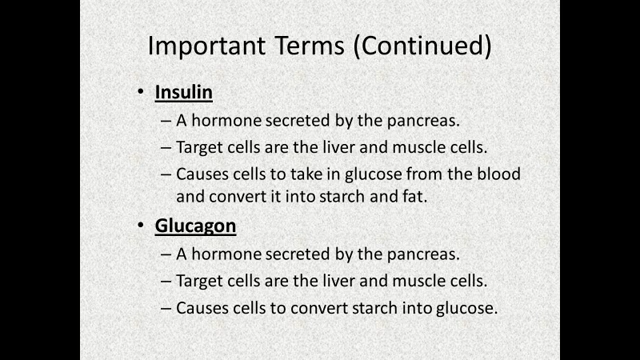 Important Terms (Continued)
• Insulin
– A hormone secreted by the pancreas.
– Target cells are the liver and muscle cells.
– Causes cells to take in glucose from the blood
and convert it into starch and fat.
• Glucagon
– A hormone secreted by the pancreas.
– Target cells are the liver and muscle cells.
– Causes cells to convert starch into glucose.